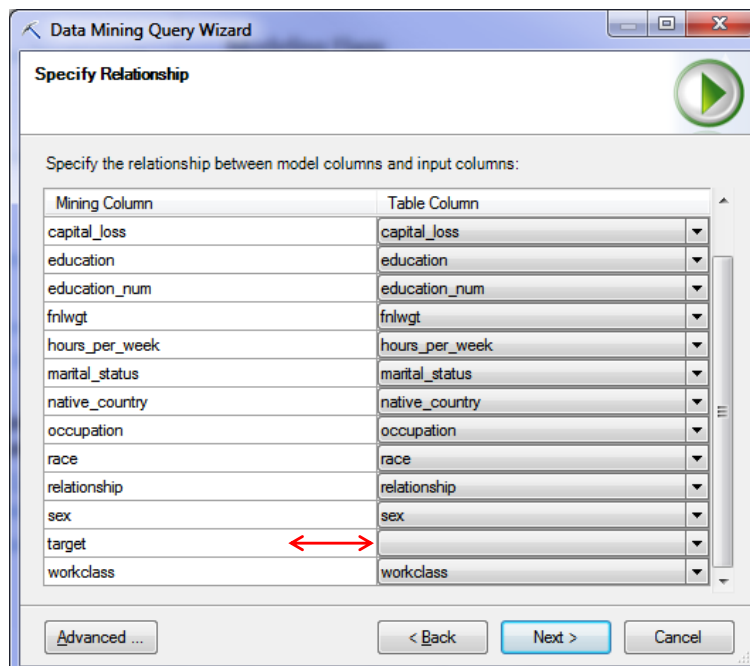 Data Mining Query Wizard
Specify Relationship
Specify the relationship between model columns and input columns:
Mining Column Table Column
capital_loss capital_loss
education education
education_num education_num
fnlwgt fnlwgt
hours_per_week hours_per_week
marital_status marital_status
native_country native_country
occupation occupation
race race
relationship relationship
sex sex
target
workclass workclass
Advanced ... < Back Next > Cancel